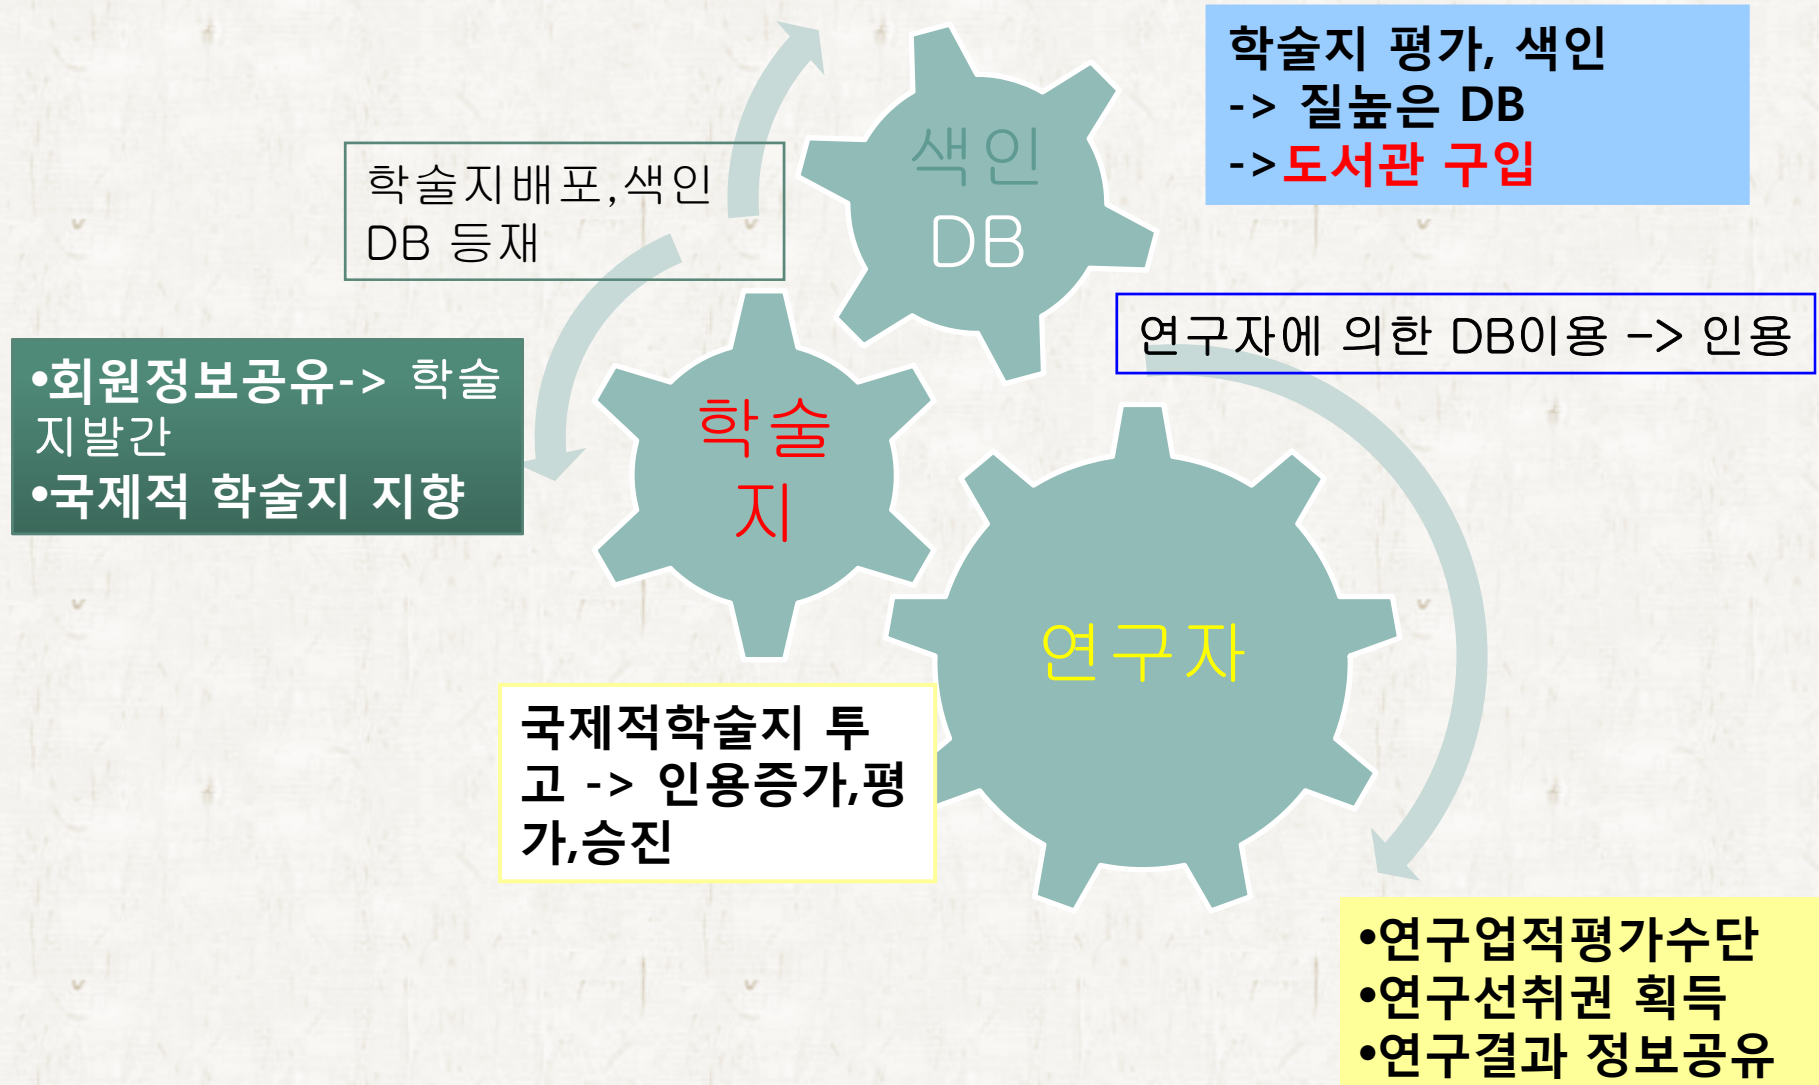 학술지 평가, 색인
-> 질높은 DB
->도서관 구입
색인
DB
학술지배포,색인
DB 등재
연구자에 의한 DB이용 -> 인용
•회원정보공유-> 학술
지발간
•국제적 학술지 지향
학술
지
연구자
국제적학술지 투
고 -> 인용증가,평
가,승진
•연구업적평가수단
•연구선취권 획득
•연구결과 정보공유